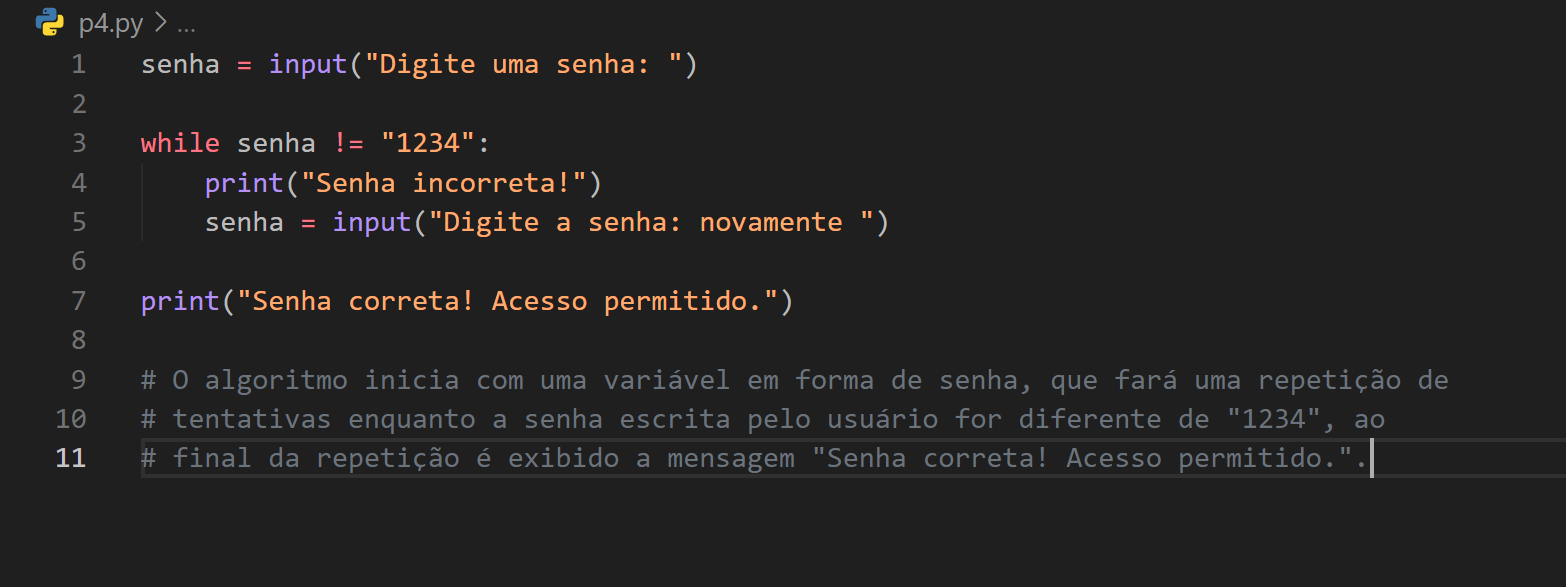 p4.py > ...
1 senha = input("Digite uma senha: ")
2
3 while senha != "1234":
4     print("Senha incorreta!")
5     senha = input("Digite a senha: novamente ")
6
7 print("Senha correta! Acesso permitido.")
8
9 # O algoritmo inicia com uma variável em forma de senha, que fará uma repetição de
10 # tentativas enquanto a senha escrita pelo usuário for diferente de "1234", ao
11 # final da repetição é exibido a mensagem "Senha correta! Acesso permitido.".